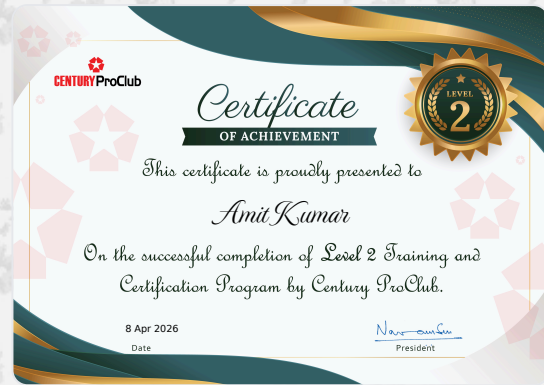 CENTURY ProClub
LEVEL
2
Certificate
OF ACHIEVEMENT
This certificate is proudly presented to
Amit Kumar
On the successful completion of Level 2 Training and
Certification Program by Century ProClub.
8 Apr 2026
Date
President